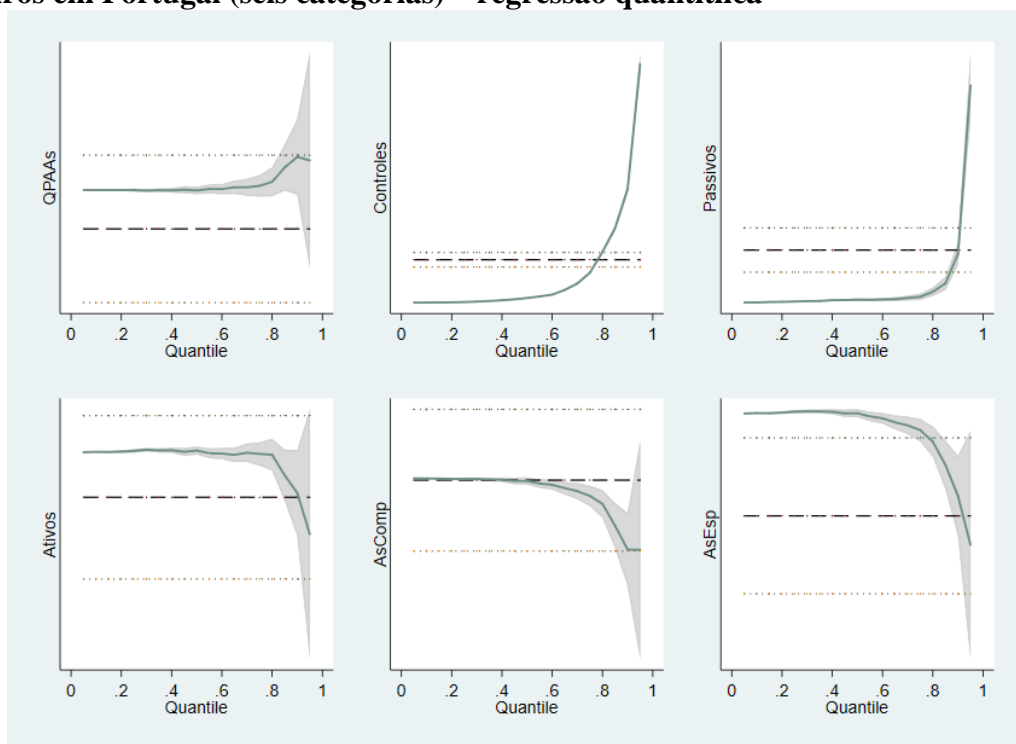 em Portugal (seis categorias) – regressão quantílica
QPAAs
0 .2 .4 .6 .8 1
Quantile
Controles
0 .2 .4 .6 .8 1
Quantile
Passivos
0 .2 .4 .6 .8 1
Quantile
Ativos
0 .2 .4 .6 .8 1
Quantile
AsComp
0 .2 .4 .6 .8 1
Quantile
AsEsp
0 .2 .4 .6 .8 1
Quantile